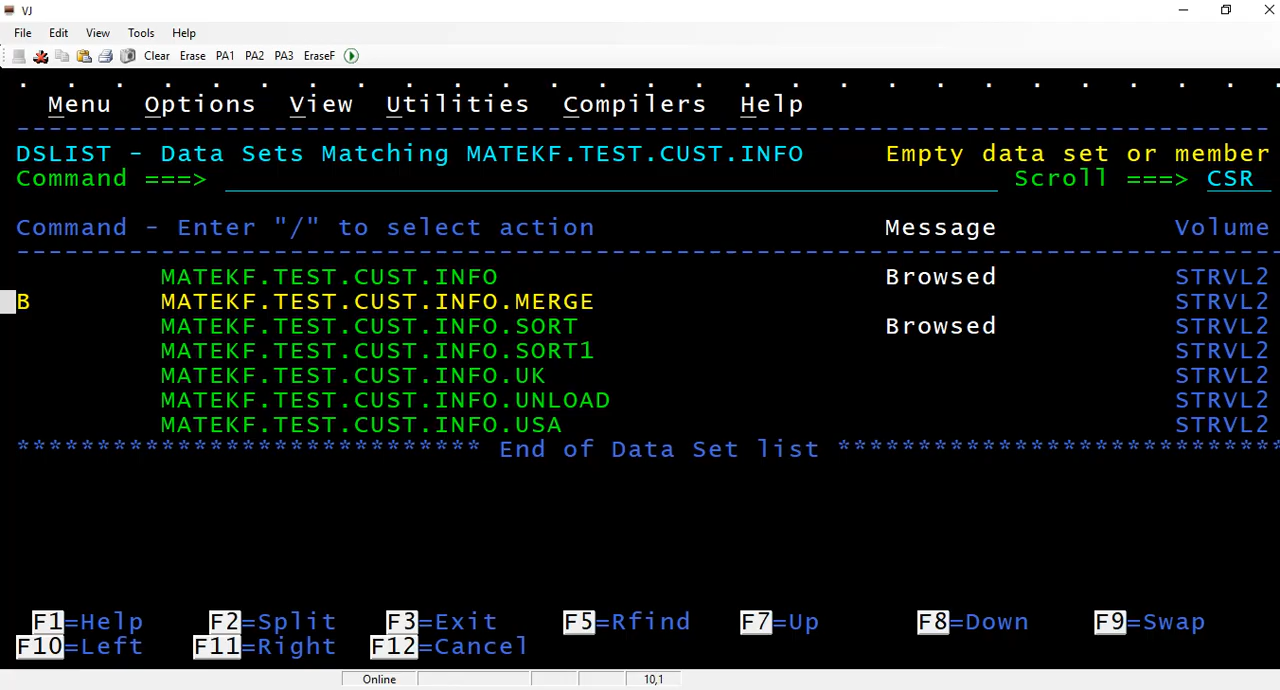 VJ
File Edit View Tools Help
Clear Erase PA1 PA2 PA3 EraseF
. . . . . . . . . . . . . . . . . . . . . . . . . . .
Menu Options View Utilities Compilers Help
------------------------------------------------------------------------------
DSLIST - Data Sets Matching MATEKF.TEST.CUST.INFO Empty data set or member
Command ===> Scroll ===> CSR
Command - Enter "/" to select action Message Volume
------------------------------------------------------------------------------
MATEKF.TEST.CUST.INFO Browsed STRVL2
B MATEKF.TEST.CUST.INFO.MERGE STRVL2
MATEKF.TEST.CUST.INFO.SORT Browsed STRVL2
MATEKF.TEST.CUST.INFO.SORT1 STRVL2
MATEKF.TEST.CUST.INFO.UK STRVL2
MATEKF.TEST.CUST.INFO.UNLOAD STRVL2
MATEKF.TEST.CUST.INFO.USA STRVL2
***************************** End of Data Set list ****************************
F1=Help F2=Split F3=Exit F5=Rfind F7=Up F8=Down F9=Swap
F10=Left F11=Right F12=Cancel
Online 10,1